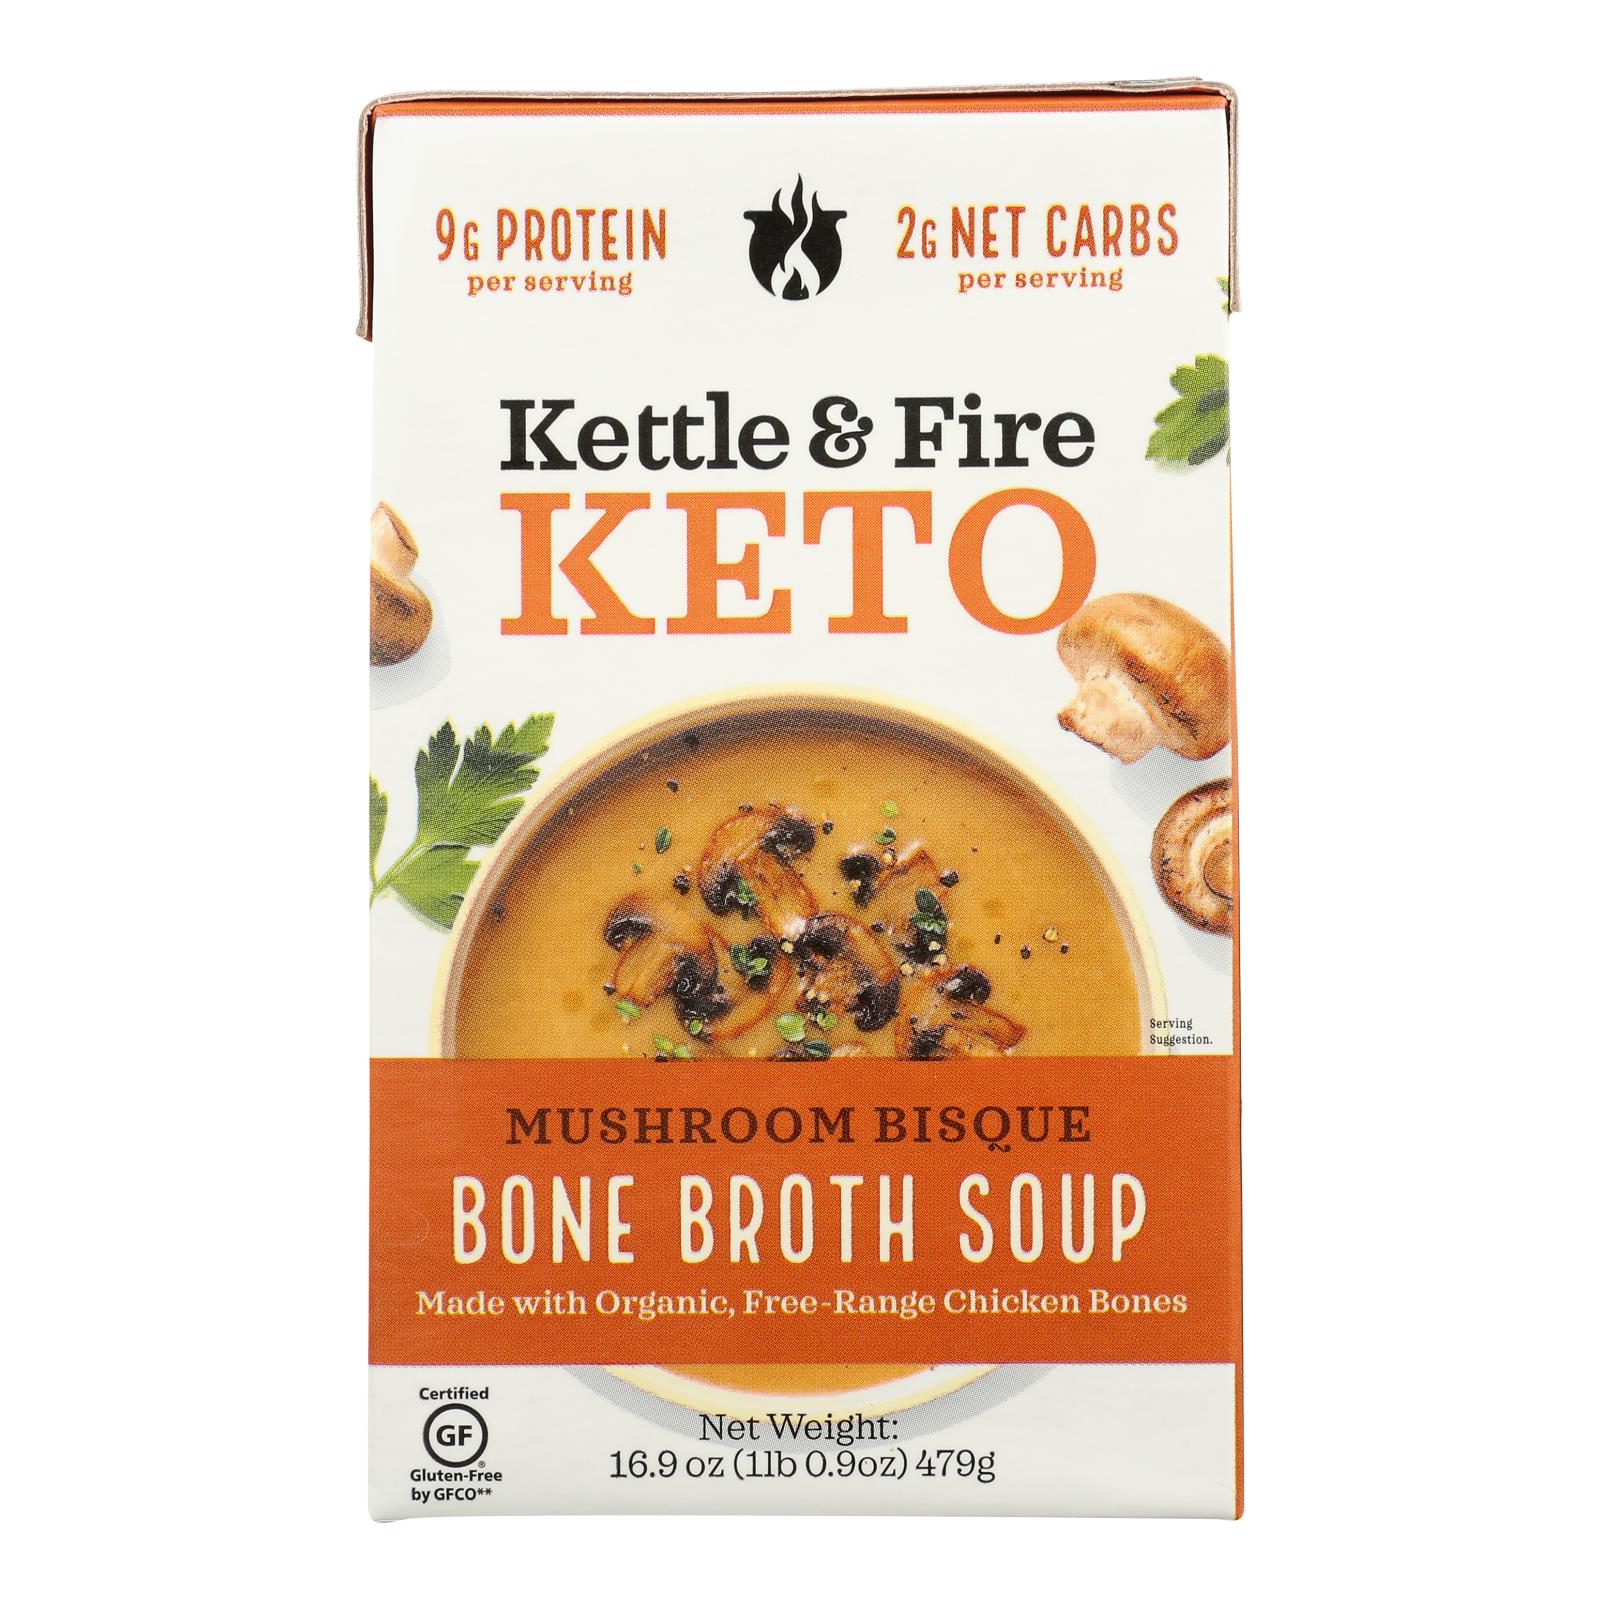 9G PROTEIN
per serving
2G NET CARBS
per serving
Kettle & Fire
KETO
Serving
Suggestion.
MUSHROOM BISQUE
BONE BROTH SOUP
Made with Organic, Free-Range Chicken Bones
Certified
GF
®
Gluten-Free
by GFCO**
Net Weight:
16.9 oz (1lb 0.9oz) 479g